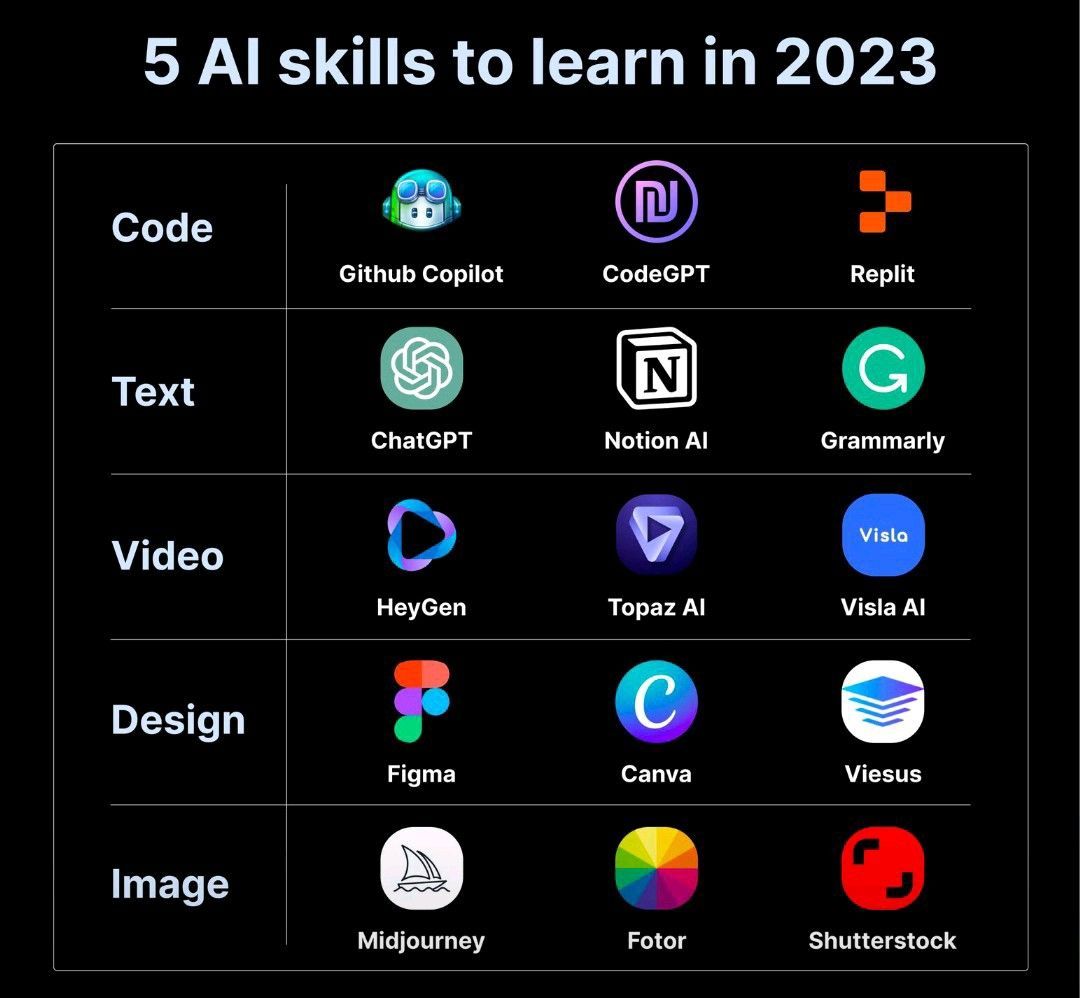 5 AI skills to learn in 2023
Code
Github Copilot
CodeGPT
Replit
Text
ChatGPT
N
Notion AI
G
Grammarly
Video
HeyGen
Topaz AI
Visla
Visla AI
Design
Figma
C
Canva
Viesus
Image
Midjourney
Fotor
Shutterstock